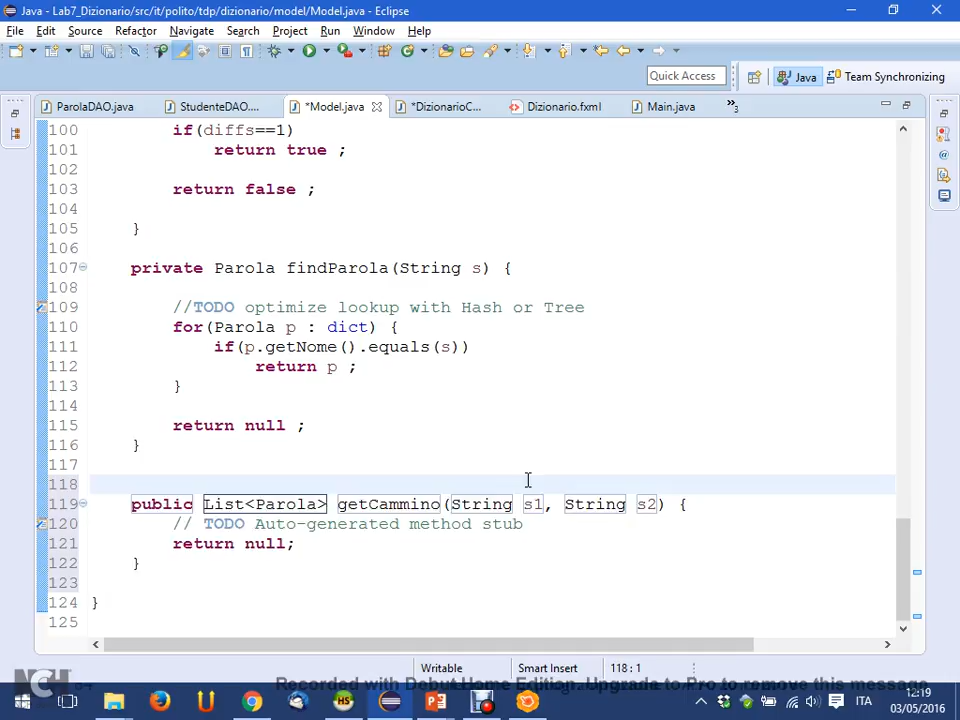 Java - Lab7_Dizionario/src/it/polito/tdp/dizionario/model/Model.java - Eclipse
File Edit Source Refactor Navigate Search Project Run Window Help
Quick Access Java Team Synchronizing
ParolaDAO.java StudenteDAO.... *Model.java *DizionarioC... Dizionario.fxml Main.java »3
100 if(diffs==1)
101 return true ;
102
103 return false ;
104
105 }
106
107 private Parola findParola(String s) {
108
109 //TODO optimize lookup with Hash or Tree
110 for(Parola p : dict) {
111 if(p.getNome().equals(s))
112 return p ;
113 }
114
115 return null ;
116 }
117
118
119 public List<Parola> getCammino(String s1, String s2) {
120 // TODO Auto-generated method stub
121 return null;
122 }
123
124 }
125
Writable Smart Insert 118 : 1
NCH
Recorded with Debut Home Edition. Upgrade to Pro to remove this message
ITA 12:19
03/05/2016